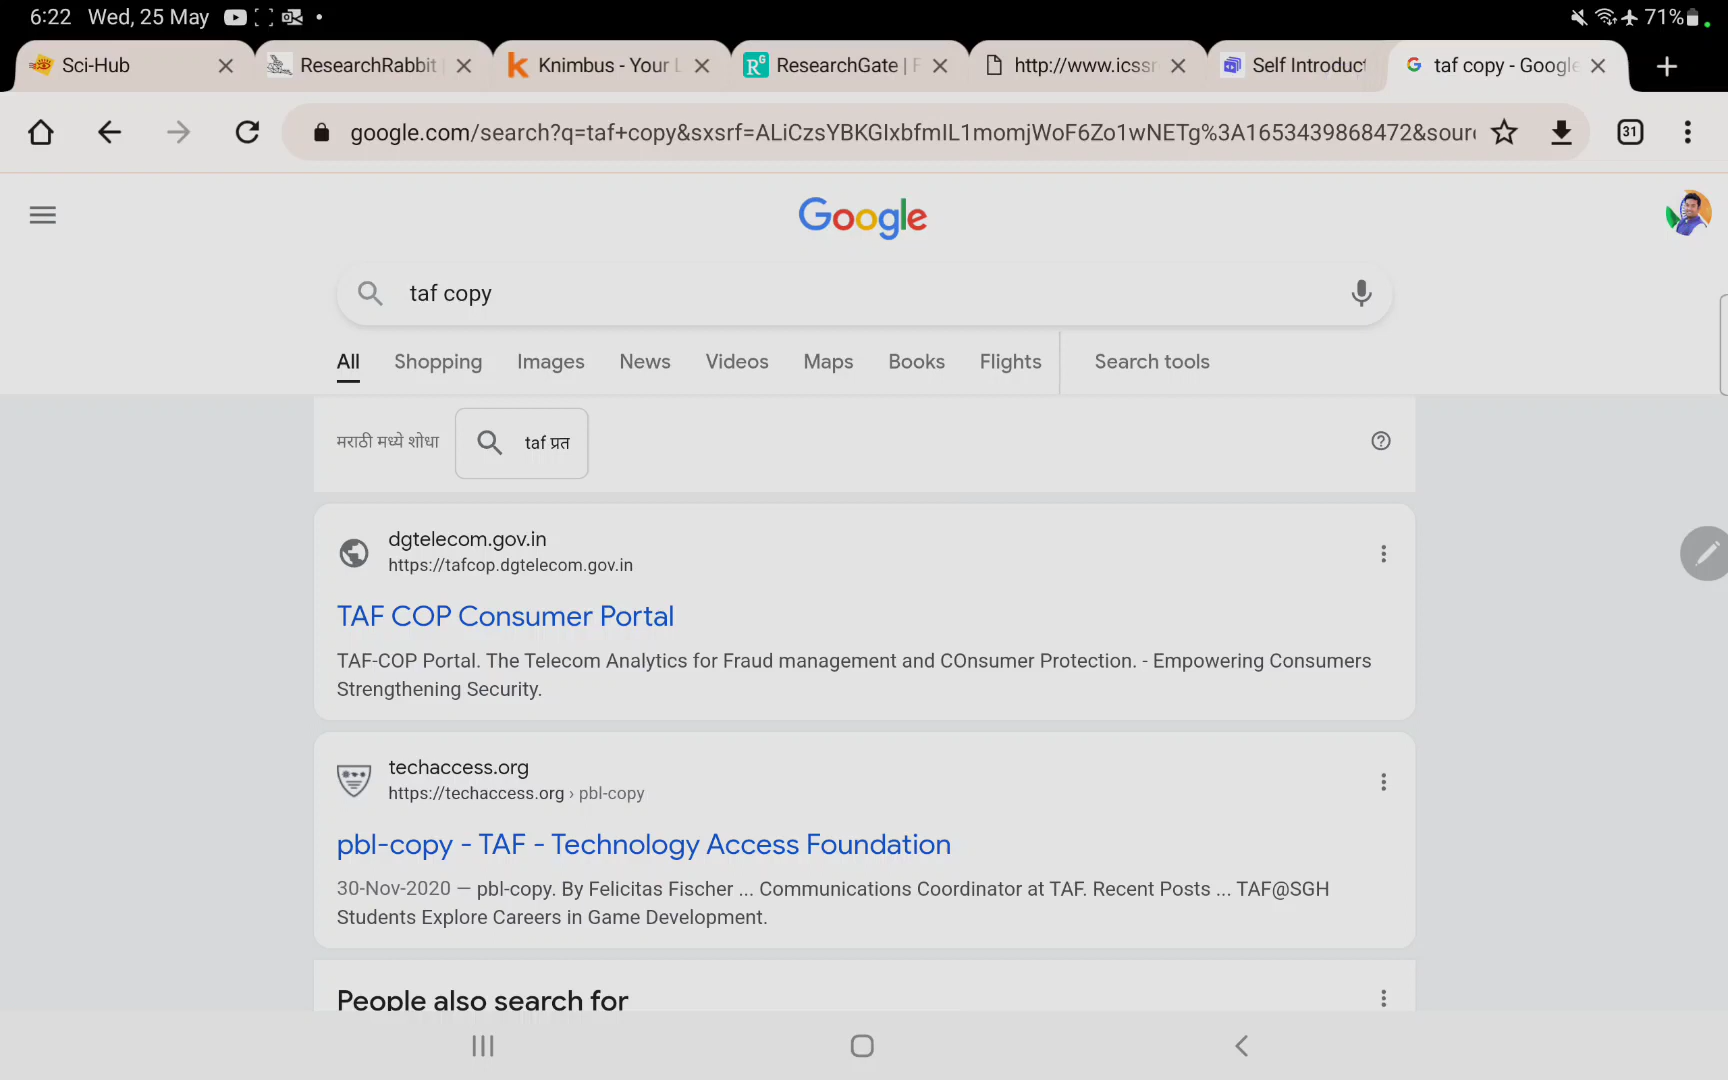 6:22 Wed, 25 May 71%
Sci-Hub ResearchRabbit Knimbus - Your L ResearchGate | F http://www.icssr Self Introduct taf copy - Google
google.com/search?q=taf+copy&sxsrf=ALiCzsYBKGIxbfmIL1momjWoF6Zo1wNETg%3A1653439868472&sour 31
Google
taf copy
All Shopping Images News Videos Maps Books Flights Search tools
मराठी मध्ये शोधा taf प्रत
dgtelecom.gov.in
https://tafcop.dgtelecom.gov.in
TAF COP Consumer Portal
TAF-COP Portal. The Telecom Analytics for Fraud management and COnsumer Protection. - Empowering Consumers
Strengthening Security.
techaccess.org
https://techaccess.org › pbl-copy
pbl-copy - TAF - Technology Access Foundation
30-Nov-2020 — pbl-copy. By Felicitas Fischer ... Communications Coordinator at TAF. Recent Posts ... TAF@SGH
Students Explore Careers in Game Development.
People also search for